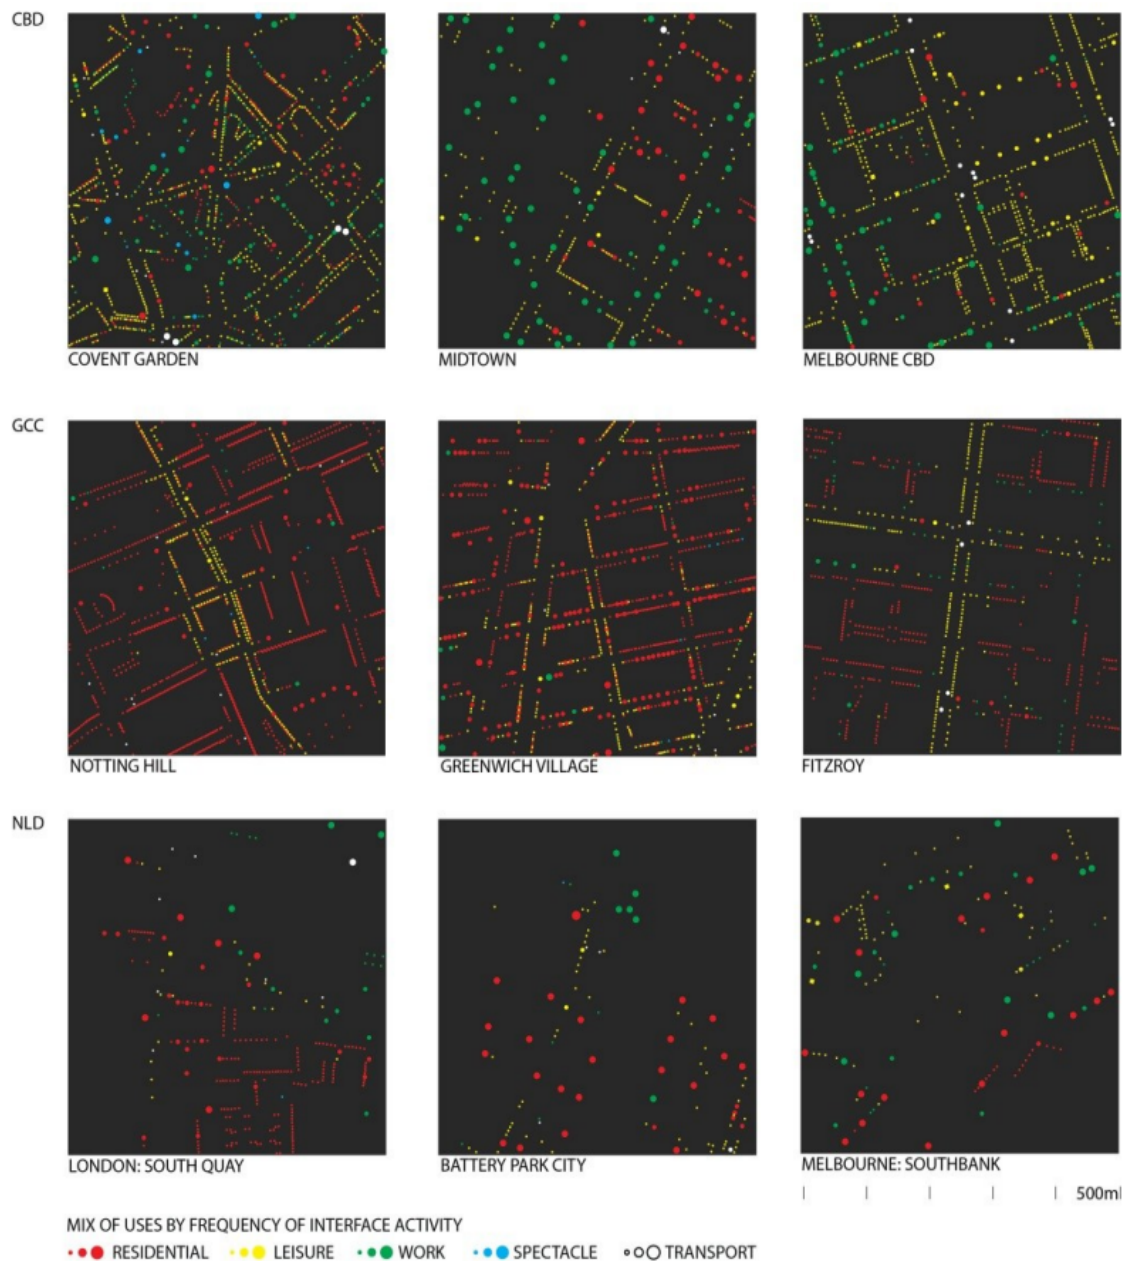 CBD
COVENT GARDEN
MIDTOWN
MELBOURNE CBD
GCC
NOTTING HILL
GREENWICH VILLAGE
FITZROY
NLD
LONDON: SOUTH QUAY
BATTERY PARK CITY
MELBOURNE: SOUTHBANK
500m
MIX OF USES BY FREQUENCY OF INTERFACE ACTIVITY
RESIDENTIAL LEISURE WORK SPECTACLE TRANSPORT